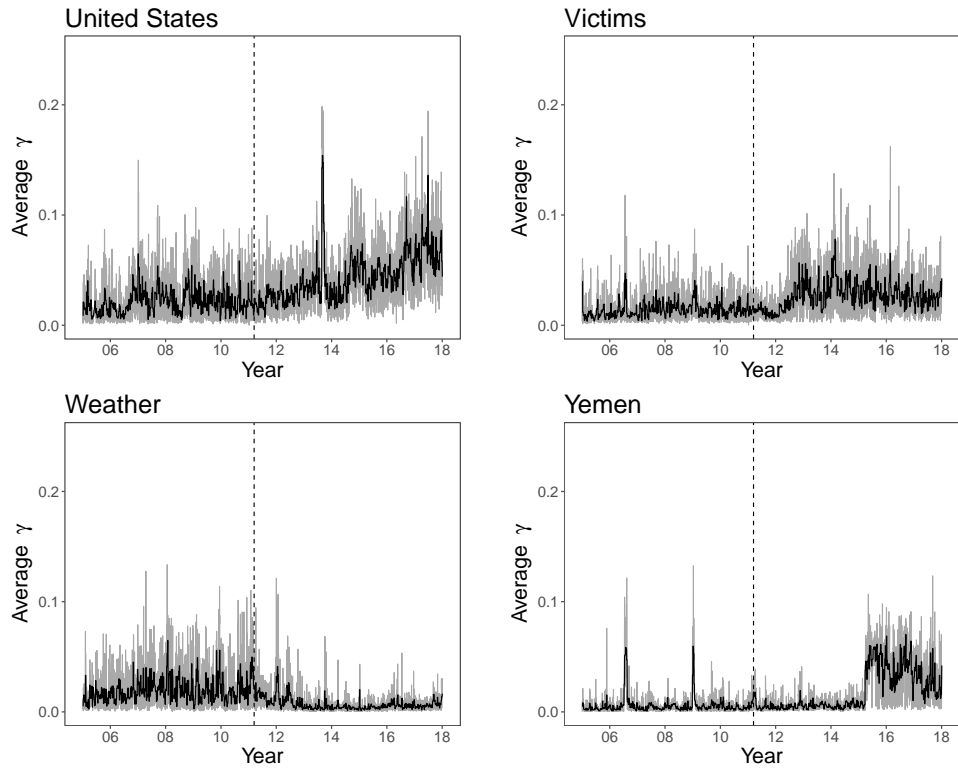 United States
Victims
Average γ
0.2
0.1
0.0
06 08 10 12 14 16 18
Year
Average γ
0.2
0.1
0.0
06 08 10 12 14 16 18
Year
Weather
Yemen
Average γ
0.2
0.1
0.0
06 08 10 12 14 16 18
Year
Average γ
0.2
0.1
0.0
06 08 10 12 14 16 18
Year